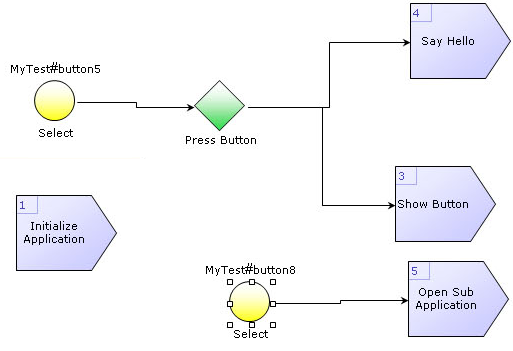 4
Say Hello
MyTest#button5
Select
Press Button
3
Show Button
1
Initialize
Application
MyTest#button8
Select
5
Open Sub
Application